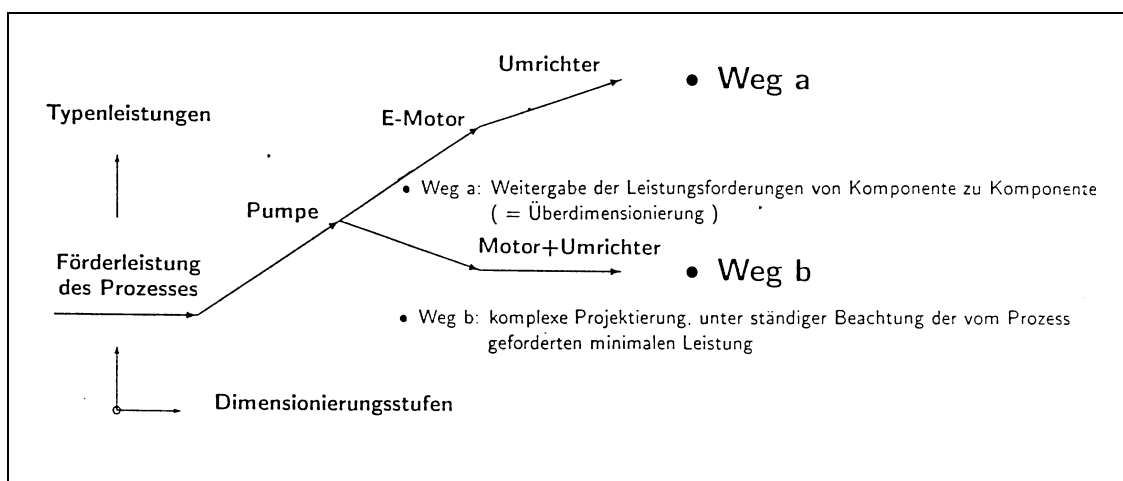 Umrichter
• Weg a
Typenleistungen
E-Motor
• Weg a: Weitergabe der Leistungsforderungen von Komponente zu Komponente
( = Überdimensionierung )
Pumpe
Motor+Umrichter
• Weg b
Förderleistung
des Prozesses
• Weg b: komplexe Projektierung, unter ständiger Beachtung der vom Prozess
geforderten minimalen Leistung
Dimensionierungsstufen